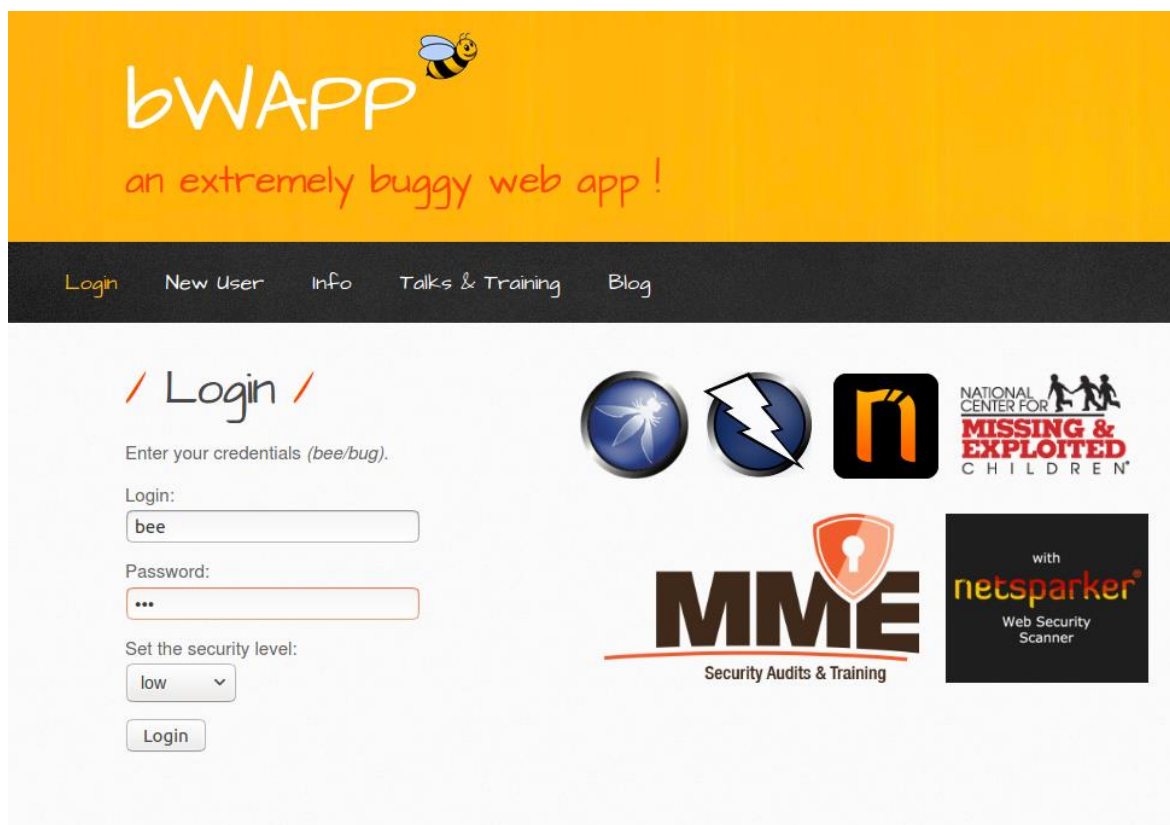 bWAPP
an extremely buggy web app !
Login New User Info Talks & Training Blog
/ Login /
Enter your credentials (bee/bug).
Login:
bee
Password:
•••
Set the security level:
low
Login
n
NATIONAL
CENTER FOR
MISSING &
EXPLOITED
CHILDREN®
MME
Security Audits & Training
with
netsparker®
Web Security
Scanner